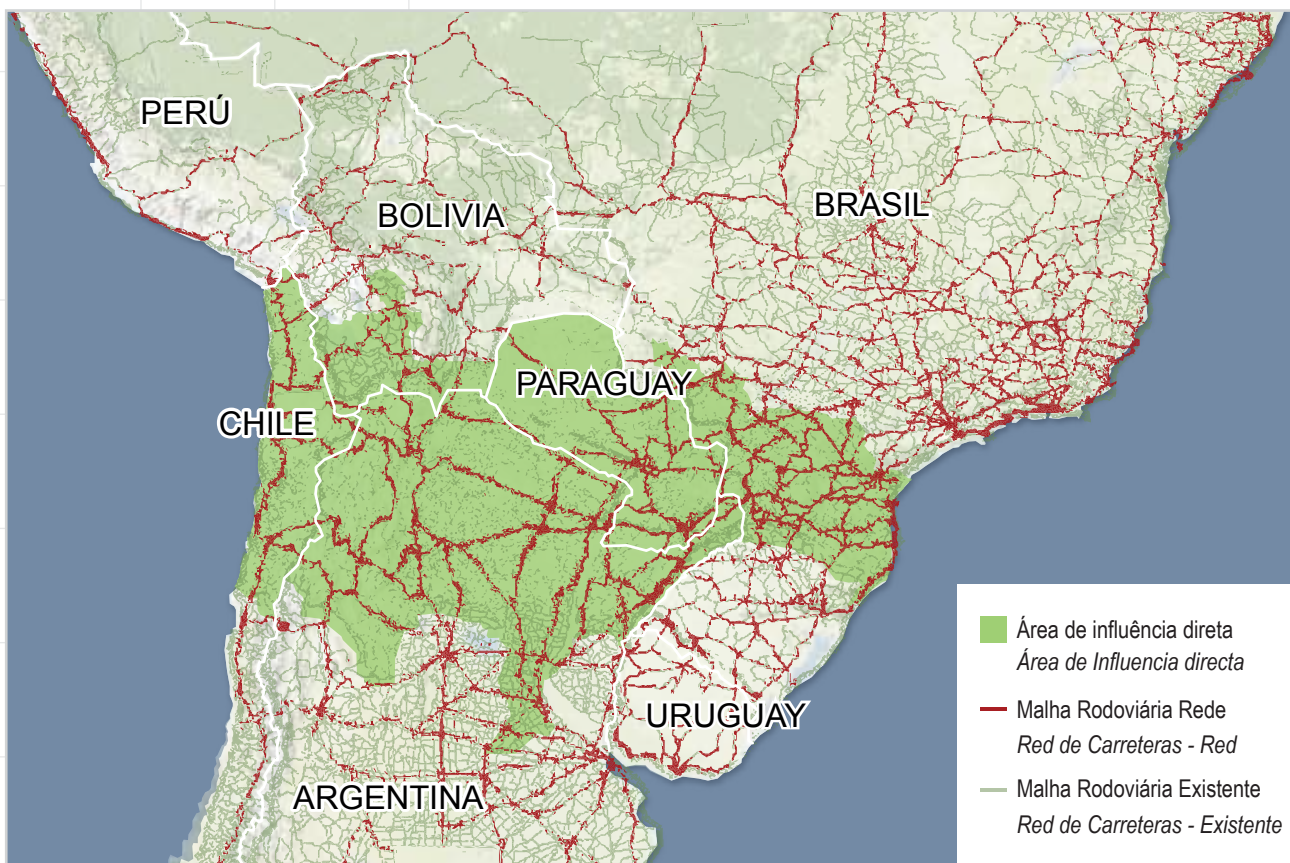 PERÚ
BOLIVIA
BRASIL
PARAGUAY
CHILE
URUGUAY
ARGENTINA
Área de influência direta
Área de Influencia directa
Malha Rodoviária Rede
Red de Carreteras - Red
Malha Rodoviária Existente
Red de Carreteras - Existente